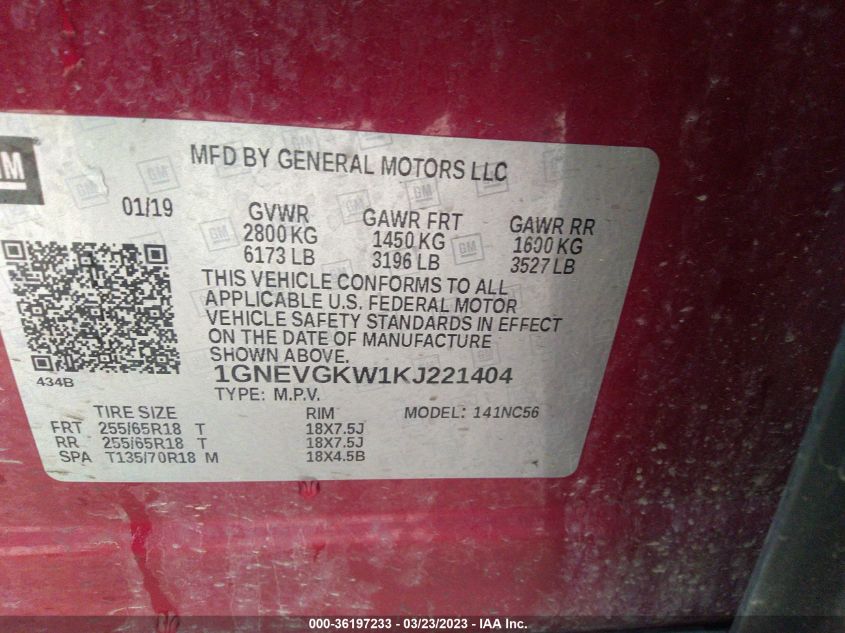 GM
MFD BY GENERAL MOTORS LLC
01/19
GVWR GAWR FRT GAWR RR
2800 KG 1450 KG 1600 KG
6173 LB 3196 LB 3527 LB
THIS VEHICLE CONFORMS TO ALL
APPLICABLE U.S. FEDERAL MOTOR
VEHICLE SAFETY STANDARDS IN EFFECT
ON THE DATE OF MANUFACTURE
SHOWN ABOVE.
434B
1GNEVGKW1KJ221404
TYPE: M.P.V.
TIRE SIZE RIM MODEL: 141NC56
FRT 255/65R18 T 18X7.5J
RR 255/65R18 T 18X7.5J
SPA T135/70R18 M 18X4.5B
000-36197233 - 03/23/2023 - IAA Inc.